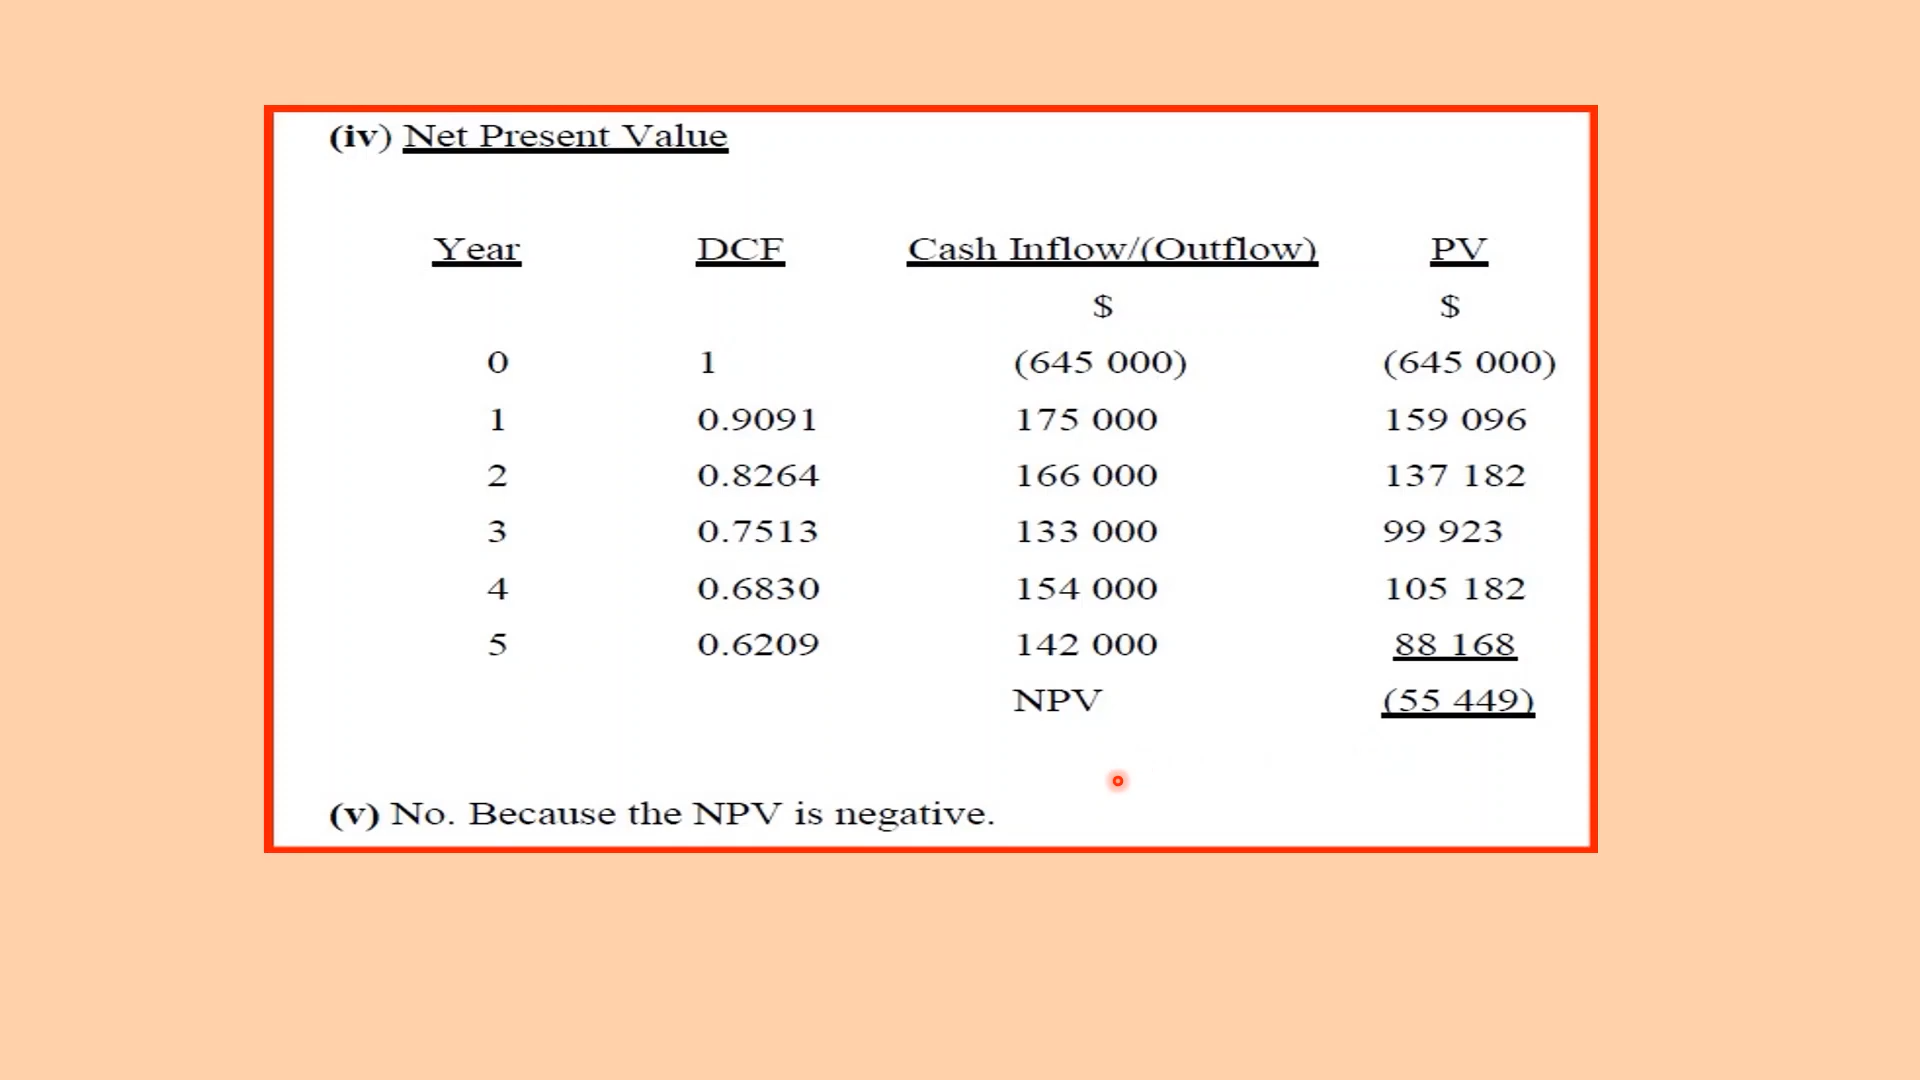 (iv) Net Present Value
Year DCF Cash Inflow/(Outflow) PV
$ $
0 1 (645 000) (645 000)
1 0.9091 175 000 159 096
2 0.8264 166 000 137 182
3 0.7513 133 000 99 923
4 0.6830 154 000 105 182
5 0.6209 142 000 88 168
NPV (55 449)
(v) No. Because the NPV is negative.